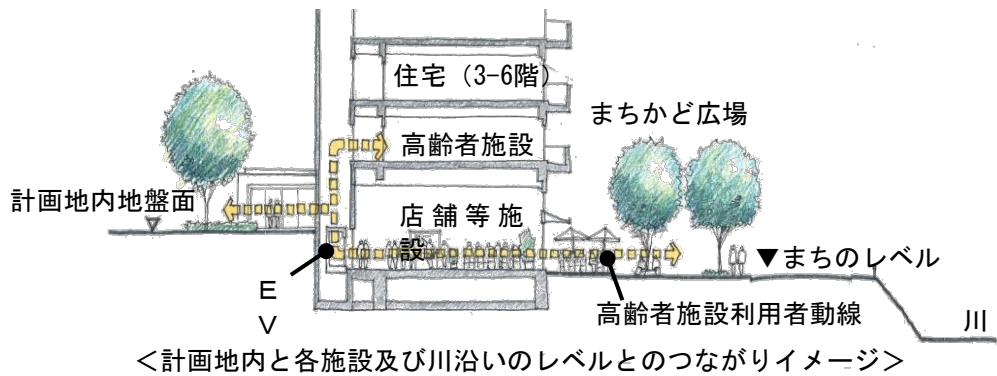 住宅（3-6階）
まちかど広場
高齢者施設
計画地内地盤面
店舗等施
設
▼まちのレベル
E
V
高齢者施設利用者動線
川
＜計画地内と各施設及び川沿いのレベルとのつながりイメージ＞